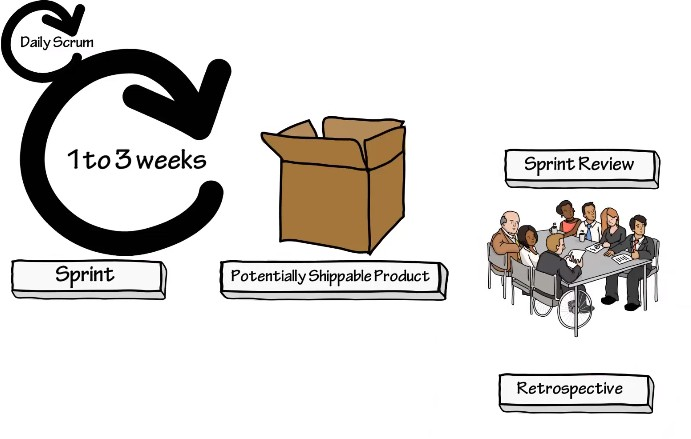 Daily Scrum
1 to 3 weeks
Sprint
Potentially Shippable Product
Sprint Review
Retrospective